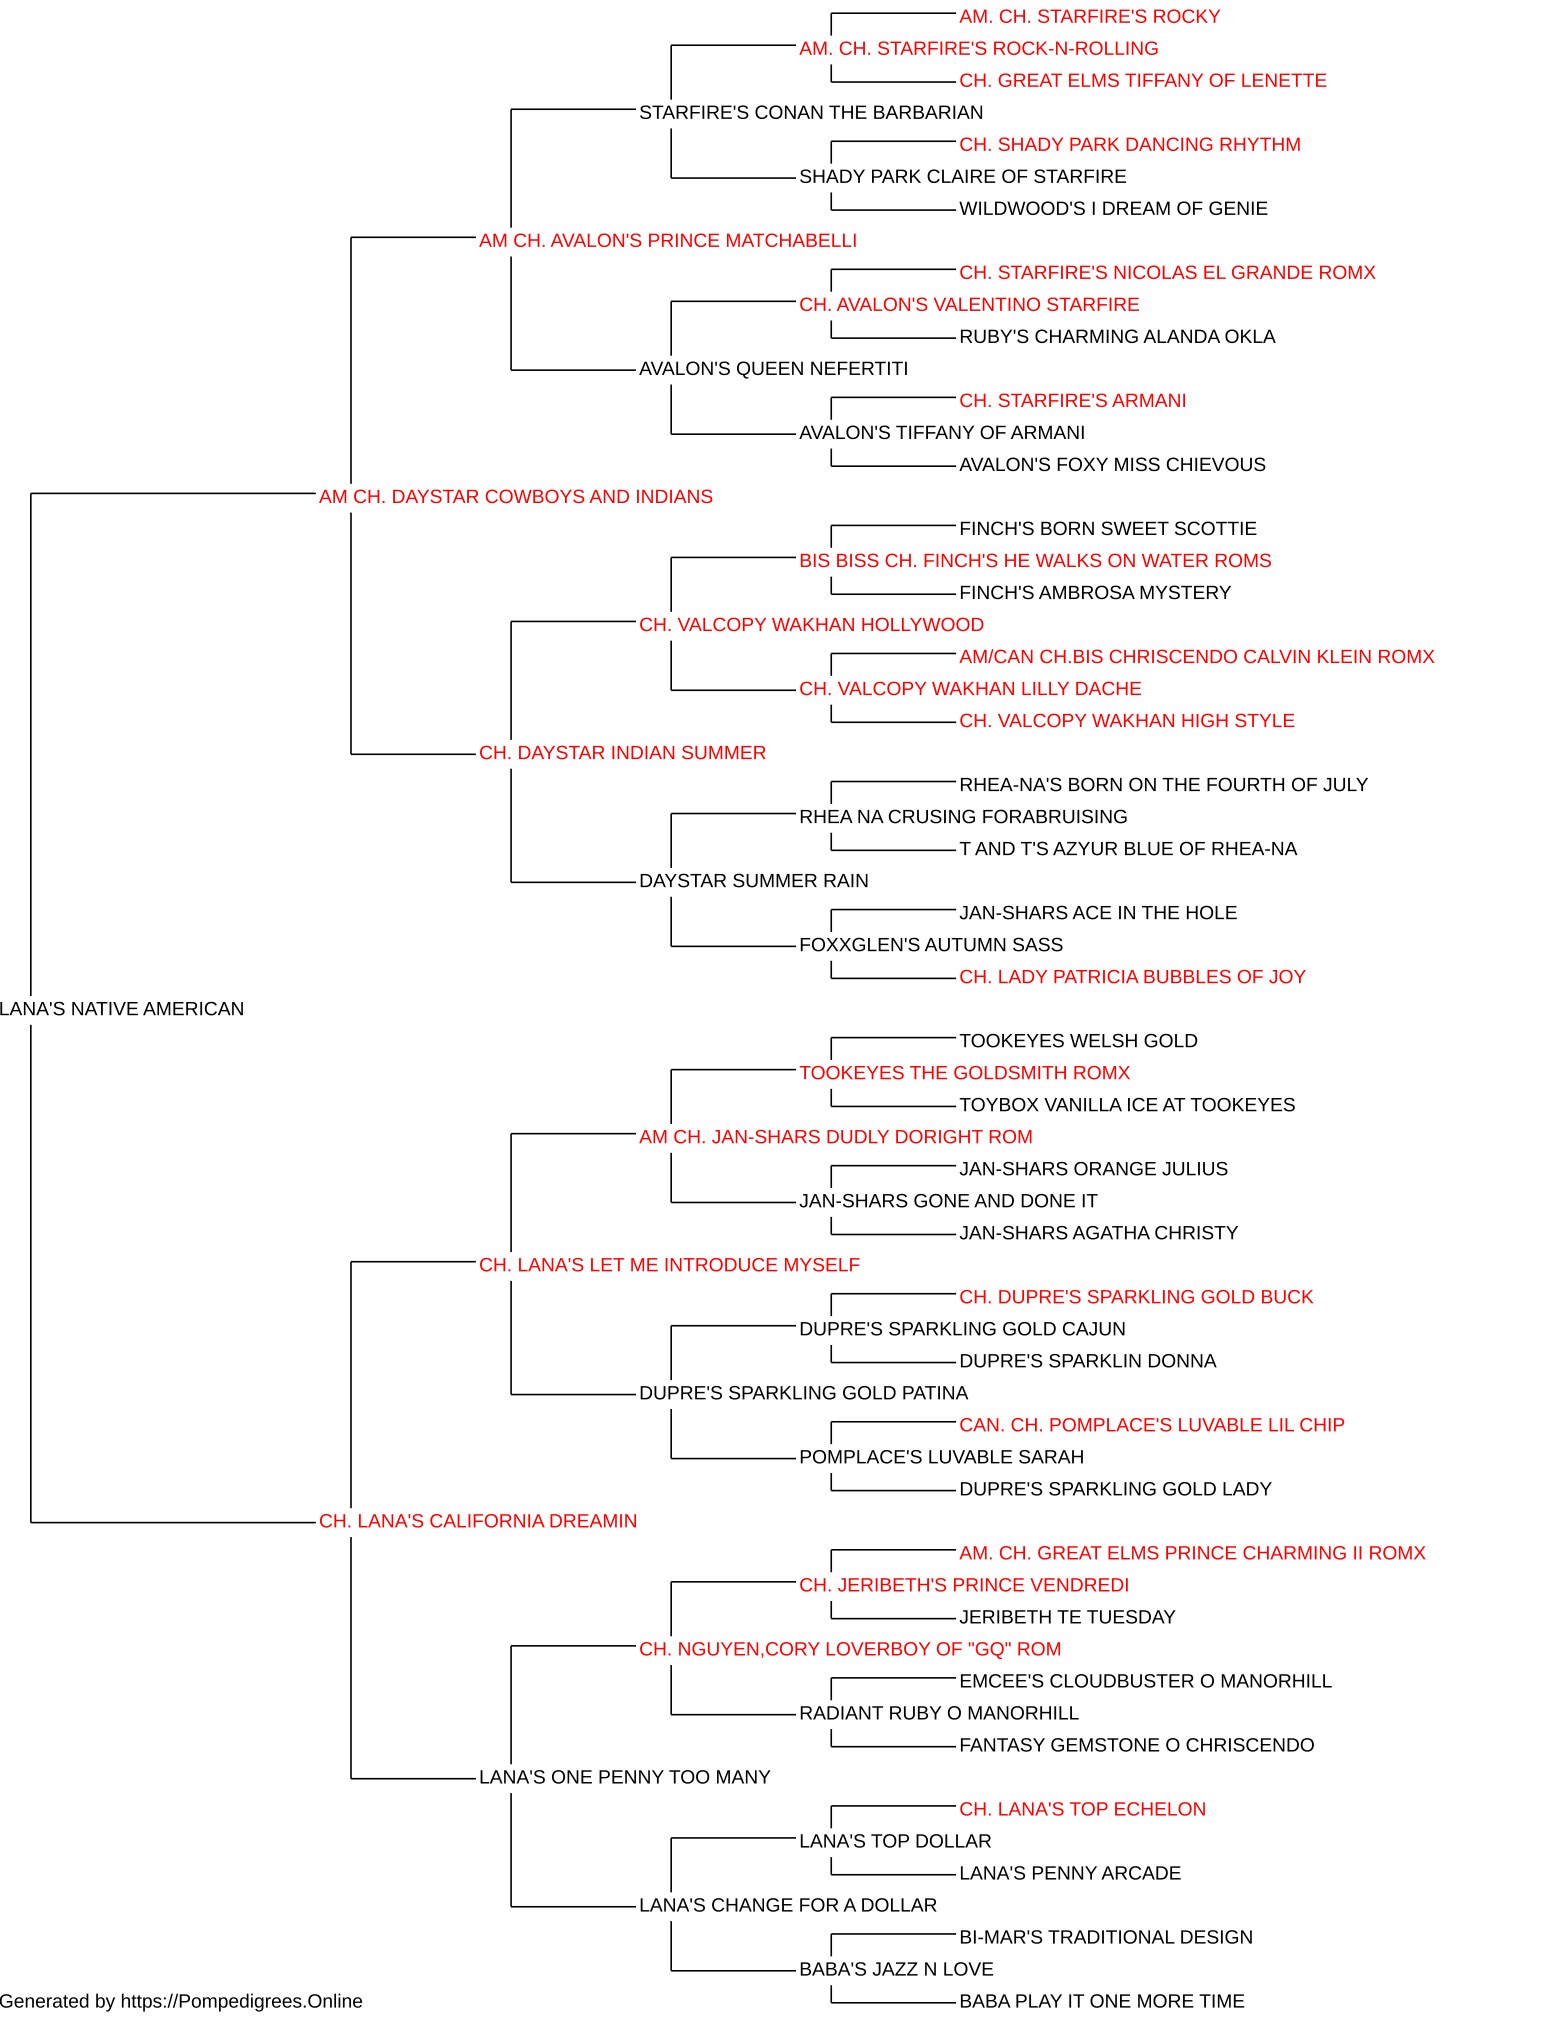 AM. CH. STARFIRE'S ROCKY
AM. CH. STARFIRE'S ROCK-N-ROLLING
CH. GREAT ELMS TIFFANY OF LENETTE
STARFIRE'S CONAN THE BARBARIAN
CH. SHADY PARK DANCING RHYTHM
SHADY PARK CLAIRE OF STARFIRE
WILDWOOD'S I DREAM OF GENIE
AM CH. AVALON'S PRINCE MATCHABELLI
CH. STARFIRE'S NICOLAS EL GRANDE ROMX
CH. AVALON'S VALENTINO STARFIRE
RUBY'S CHARMING ALANDA OKLA
AVALON'S QUEEN NEFERTITI
CH. STARFIRE'S ARMANI
AVALON'S TIFFANY OF ARMANI
AVALON'S FOXY MISS CHIEVOUS
AM CH. DAYSTAR COWBOYS AND INDIANS
FINCH'S BORN SWEET SCOTTIE
BIS BISS CH. FINCH'S HE WALKS ON WATER ROMS
FINCH'S AMBROSA MYSTERY
CH. VALCOPY WAKHAN HOLLYWOOD
AM/CAN CH.BIS CHRISCENDO CALVIN KLEIN ROMX
CH. VALCOPY WAKHAN LILLY DACHE
CH. VALCOPY WAKHAN HIGH STYLE
CH. DAYSTAR INDIAN SUMMER
RHEA-NA'S BORN ON THE FOURTH OF JULY
RHEA NA CRUSING FORABRUISING
T AND T'S AZYUR BLUE OF RHEA-NA
DAYSTAR SUMMER RAIN
JAN-SHARS ACE IN THE HOLE
FOXXGLEN'S AUTUMN SASS
CH. LADY PATRICIA BUBBLES OF JOY
LANA'S NATIVE AMERICAN
TOOKEYES WELSH GOLD
TOOKEYES THE GOLDSMITH ROMX
TOYBOX VANILLA ICE AT TOOKEYES
AM CH. JAN-SHARS DUDLY DORIGHT ROM
JAN-SHARS ORANGE JULIUS
JAN-SHARS GONE AND DONE IT
JAN-SHARS AGATHA CHRISTY
CH. LANA'S LET ME INTRODUCE MYSELF
CH. DUPRE'S SPARKLING GOLD BUCK
DUPRE'S SPARKLING GOLD CAJUN
DUPRE'S SPARKLIN DONNA
DUPRE'S SPARKLING GOLD PATINA
CAN. CH. POMPLACE'S LUVABLE LIL CHIP
POMPLACE'S LUVABLE SARAH
DUPRE'S SPARKLING GOLD LADY
CH. LANA'S CALIFORNIA DREAMIN
AM. CH. GREAT ELMS PRINCE CHARMING II ROMX
CH. JERIBETH'S PRINCE VENDREDI
JERIBETH TE TUESDAY
CH. NGUYEN,CORY LOVERBOY OF "GQ" ROM
EMCEE'S CLOUDBUSTER O MANORHILL
RADIANT RUBY O MANORHILL
FANTASY GEMSTONE O CHRISCENDO
LANA'S ONE PENNY TOO MANY
CH. LANA'S TOP ECHELON
LANA'S TOP DOLLAR
LANA'S PENNY ARCADE
LANA'S CHANGE FOR A DOLLAR
BI-MAR'S TRADITIONAL DESIGN
BABA'S JAZZ N LOVE
BABA PLAY IT ONE MORE TIME
Generated by https://Pompedigrees.Online